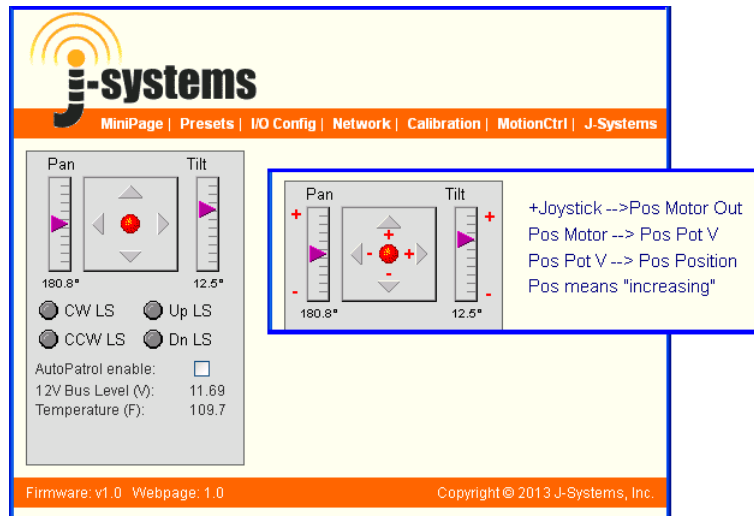 j-systems
MiniPage | Presets | I/O Config | Network | Calibration | MotionCtrl | J-Systems
Pan Tilt
180.8° 12.5°
CW LS Up LS
CCW LS Dn LS
AutoPatrol enable:
12V Bus Level (V): 11.69
Temperature (F): 109.7
Pan Tilt
+ + +
- + 
- - -
180.8° 12.5°
+Joystick -->Pos Motor Out
Pos Motor --> Pos Pot V
Pos Pot V --> Pos Position
Pos means "increasing"
Firmware: v1.0 Webpage: 1.0
Copyright © 2013 J-Systems, Inc.